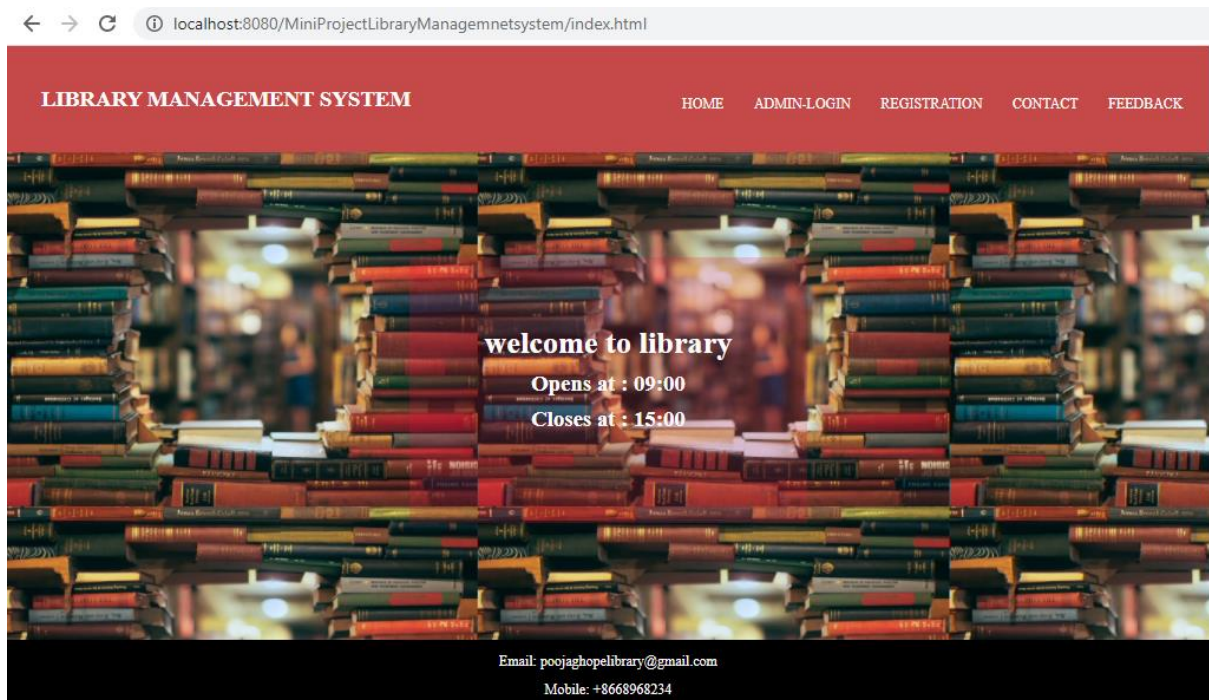 localhost:8080/MiniProjectLibraryManagemnetsystem/index.html
LIBRARY MANAGEMENT SYSTEM
HOME ADMIN-LOGIN REGISTRATION CONTACT FEEDBACK
welcome to library
Opens at : 09:00
Closes at : 15:00
Email: poojaghopelibrary@gmail.com
Mobile: +8668968234